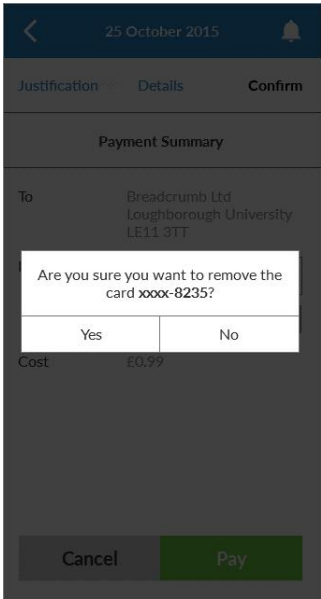 25 October 2015
Justification Details Confirm
Payment Summary
To Breadcrumb Ltd
Loughborough University
LE11 3TT
Are you sure you want to remove the
card xxxx-8235?
Yes No
Cost £0.99
Cancel Pay